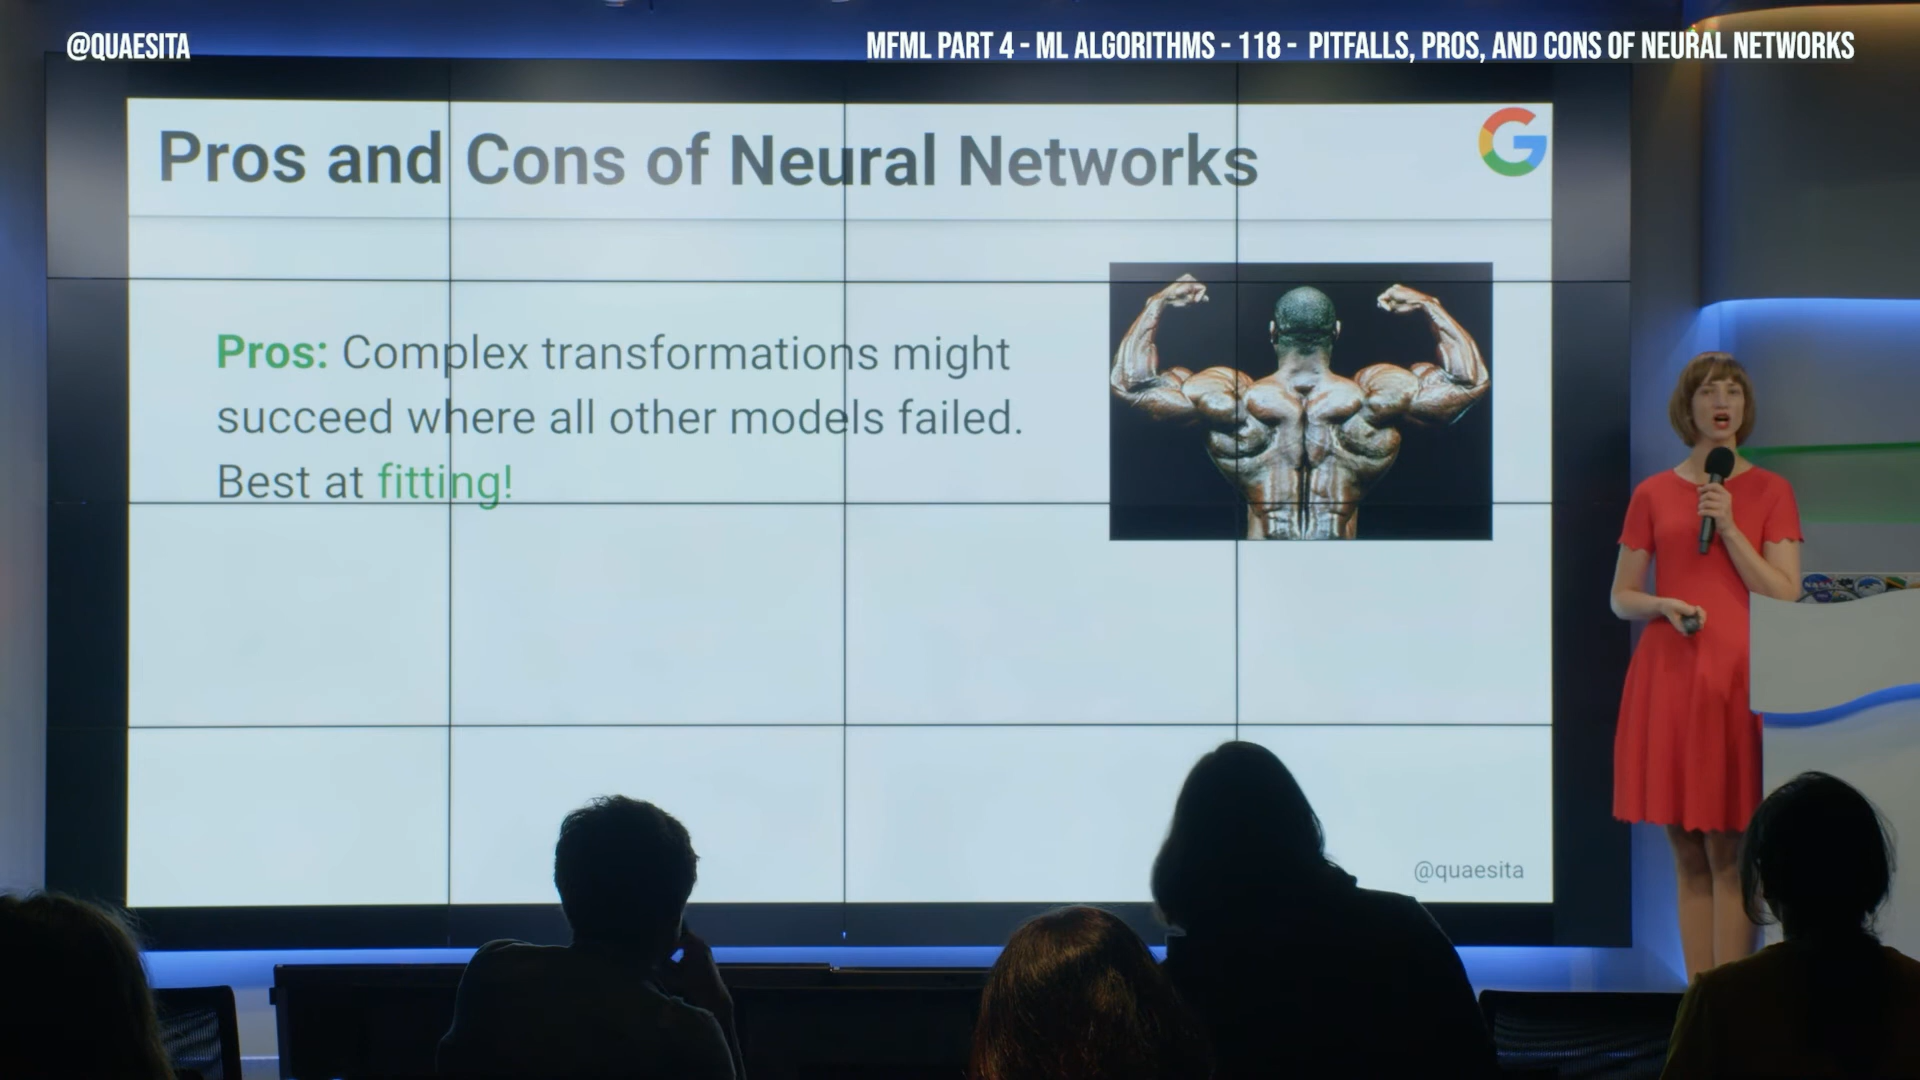 @QUAESITA
MFML PART 4 - ML ALGORITHMS - 118 - PITFALLS, PROS, AND CONS OF NEURAL NETWORKS
Pros and Cons of Neural Networks
G
Pros: Complex transformations might
succeed where all other models failed.
Best at fitting!
NASA
@quaesita